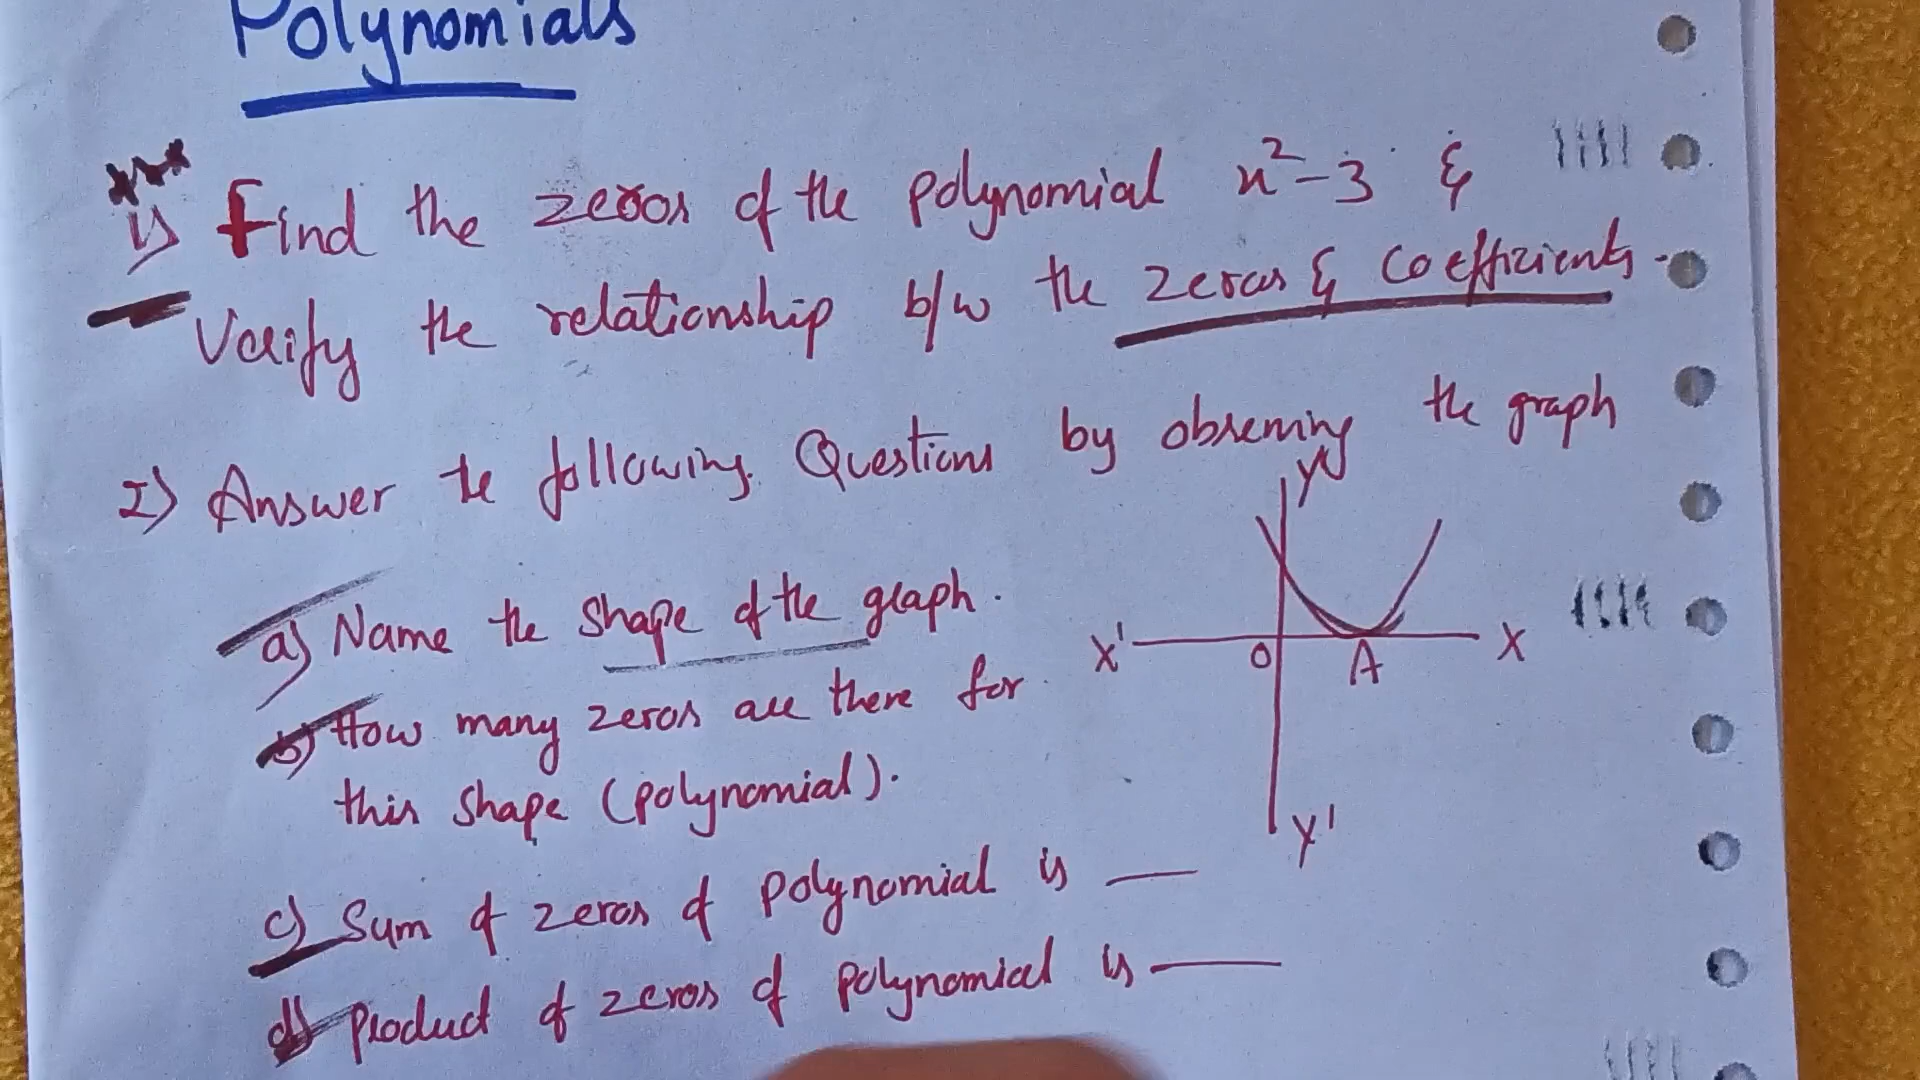 Polynomials
1) Find the zeros of the polynomial x²-3 &
Verify the relationship b/w the zeros & coefficients.
2) Answer the following Questions by observing the graph
a) Name the shape of the graph.
b) How many zeros are there for
this shape (polynomial).
c) Sum of zeros of polynomial is —
d) Product of zeros of polynomial is —
Y
X' O A X
Y'